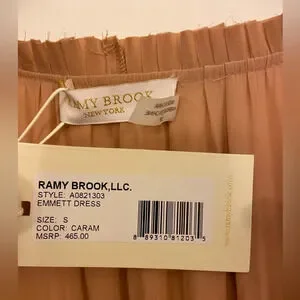 AMY BROOK
NEW YORK
RAMY BROOK,LLC.
STYLE: A0821303
EMMETT DRESS
SIZE: S
COLOR: CARAM
MSRP: 465.00
8 89310 81203 5